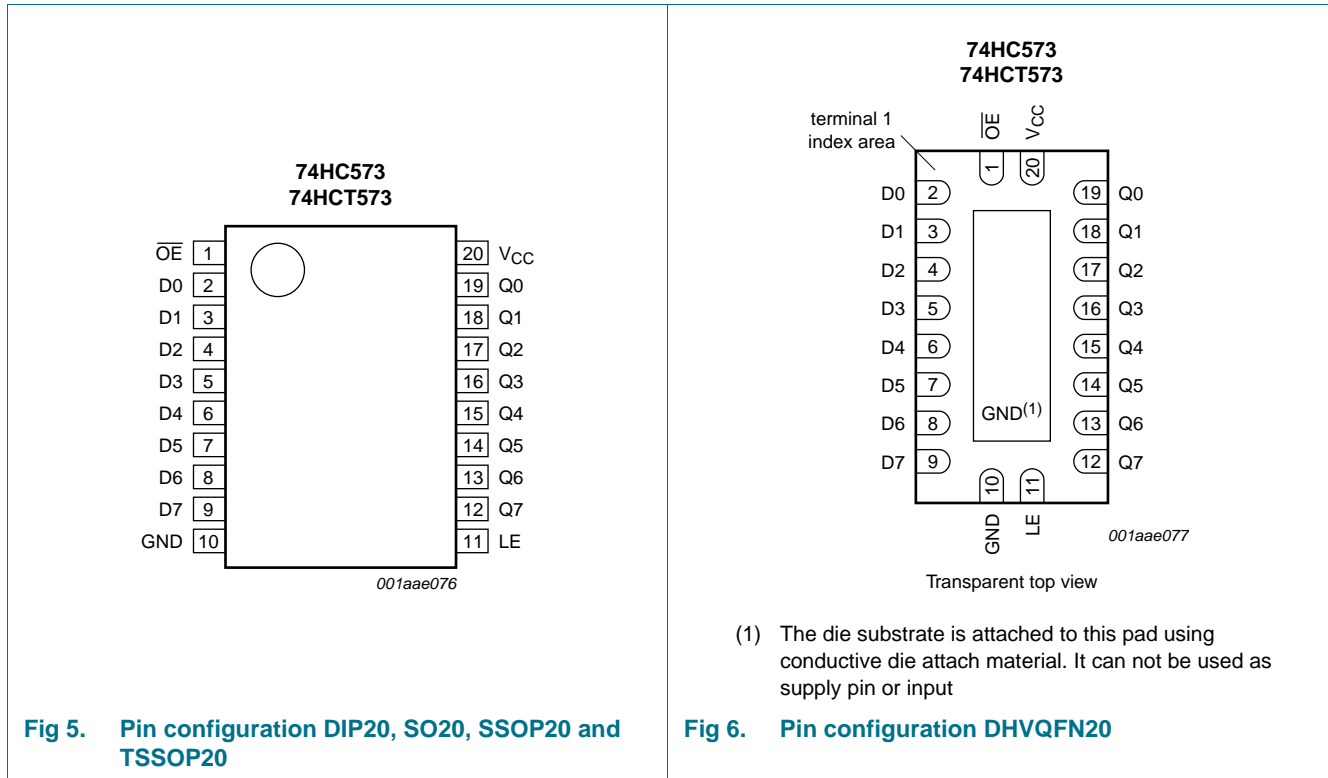 74HC573
74HCT573
OE 1
D0 2
D1 3
D2 4
D3 5
D4 6
D5 7
D6 8
D7 9
GND 10
20 VCC
19 Q0
18 Q1
17 Q2
16 Q3
15 Q4
14 Q5
13 Q6
12 Q7
11 LE
001aae076
Fig 5. Pin configuration DIP20, SO20, SSOP20 and
TSSOP20
74HC573
74HCT573
terminal 1
index area
OE
VCC
1
20
D0 2
D1 3
D2 4
D3 5
D4 6
D5 7
D6 8
D7 9
19 Q0
18 Q1
17 Q2
16 Q3
15 Q4
14 Q5
13 Q6
12 Q7
GND(1)
10
11
GND
LE
001aae077
Transparent top view
(1) The die substrate is attached to this pad using
conductive die attach material. It can not be used as
supply pin or input
Fig 6. Pin configuration DHVQFN20